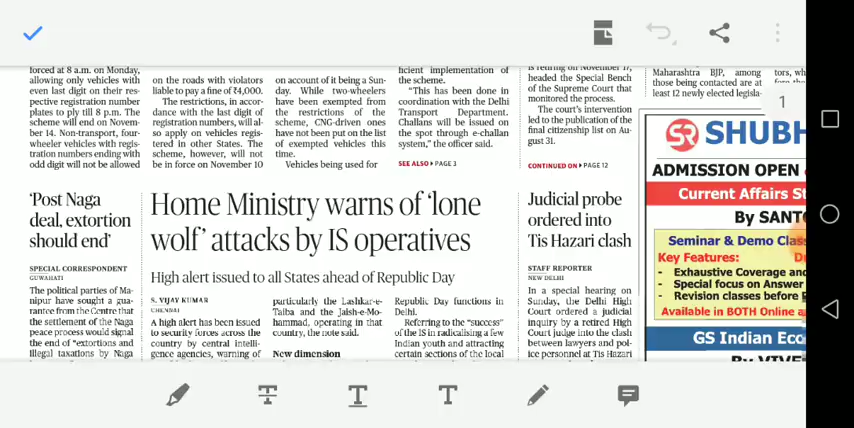 forced at 8 a.m. on Monday,
allowing only vehicles with
even last digit on their res-
pective registration number
plates to ply till 8 p.m. The
scheme will end on Novem-
ber 14. Non-transport, four-
wheeler vehicles with regis-
tration numbers ending with
odd digit will not be allowed
on the roads with violators
liable to pay a fine of ₹4,000.
The restrictions, in accor-
dance with the last digit of
registration numbers, will al-
so apply on vehicles regis-
tered in other States. The
scheme, however, will not
be in force on November 10
on account of it being a Sun-
day. While two-wheelers
have been exempted from
the restrictions of the
scheme, CNG-driven ones
have not been put on the list
of exempted vehicles this
time.
Vehicles being used for
ficient implementation of
the scheme.
“This has been done in
coordination with the Delhi
Transport Department.
Challans will be issued on
the spot through e-challan
system,” the officer said.
SEE ALSO ▸ PAGE 3
is retiring on November 17,
headed the Special Bench
of the Supreme Court that
monitored the process.
The court’s intervention
led to the publication of the
final citizenship list on Au-
gust 31.
CONTINUED ON ▸ PAGE 12
Maharashtra BJP, among
those being contacted are at
least 12 newly elected legisla-
tors, wh
1
‘Post Naga
deal, extortion
should end’
SPECIAL CORRESPONDENT
GUWAHATI
The political parties of Ma-
nipur have sought a gua-
rantee from the Centre that
the settlement of the Naga
peace process would signal
the end of “extortions and
illegal taxations by Naga
Home Ministry warns of ‘lone
wolf’ attacks by IS operatives
High alert issued to all States ahead of Republic Day
S. VIJAY KUMAR
CHENNAI
A high alert has been issued
to security forces across the
country by central intelli-
gence agencies, warning of
particularly the Lashkar-e-
Taiba and the Jaish-e-Mo-
hammad, operating in that
country, the note said.
New dimension
Republic Day functions in
Delhi.
Referring to the “success”
of the IS in radicalising a few
Indian youth and attracting
certain sections of the local
Judicial probe
ordered into
Tis Hazari clash
STAFF REPORTER
NEW DELHI
In a special hearing on
Sunday, the Delhi High
Court ordered a judicial
inquiry by a retired High
Court judge into the clash
between lawyers and po-
lice personnel at Tis Hazari
SR SHUBH
ADMISSION OPEN
Current Affairs St
By SANT
Seminar & Demo Clas
Key Features: Du
- Exhaustive Coverage and
- Special focus on Answer
- Revision classes before
Available in BOTH Online a
GS Indian Eco
By VIVE